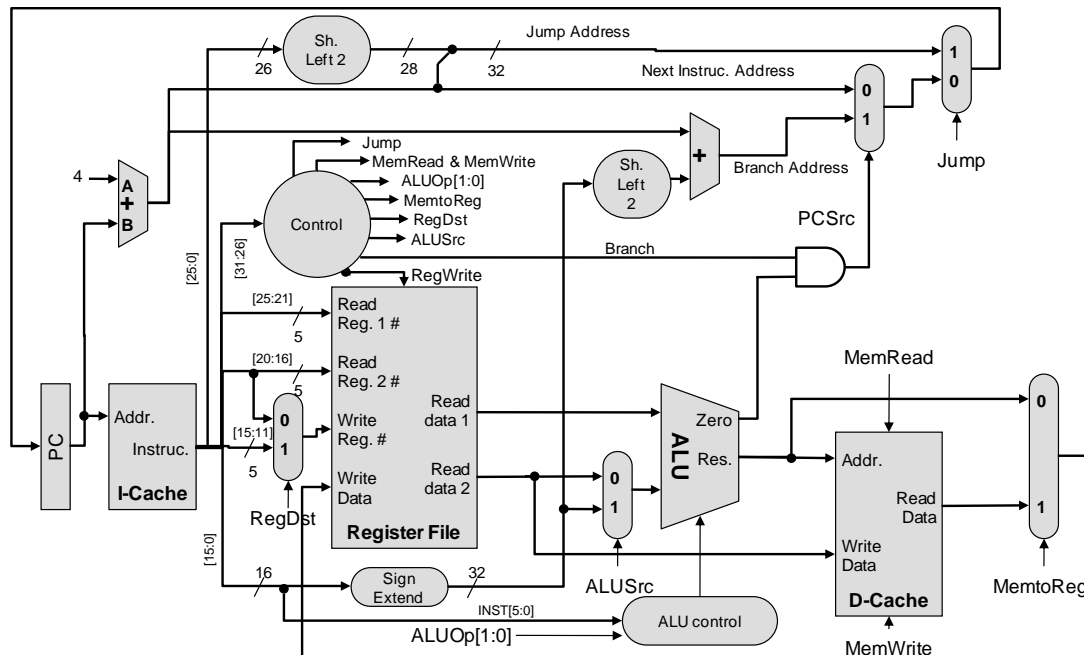 Jump Address
Sh.
Left 2
26
28
32
Next Instruc. Address
1
0
0
1
Jump
4
A
+
B
Jump
MemRead & MemWrite
ALUOp[1:0]
MemtoReg
RegDst
ALUSrc
Control
Sh.
Left
2
+
Branch Address
PCSrc
Branch
[25:0]
[31:26]
RegWrite
[25:21]
5
Read
Reg. 1 #
[20:16]
5
Read
Reg. 2 #
Write
Reg. #
Write
Data
Read
data 1
Read
data 2
Register File
PC
Addr.
Instruc.
I-Cache
[15:11]
5
0
1
RegDst
[15:0]
16
Sign
Extend
32
INST[5:0]
ALUOp[1:0]
ALU control
0
1
ALUSrc
ALU
Zero
Res.
MemRead
Addr.
Read
Data
Write
Data
D-Cache
MemWrite
0
1
MemtoReg